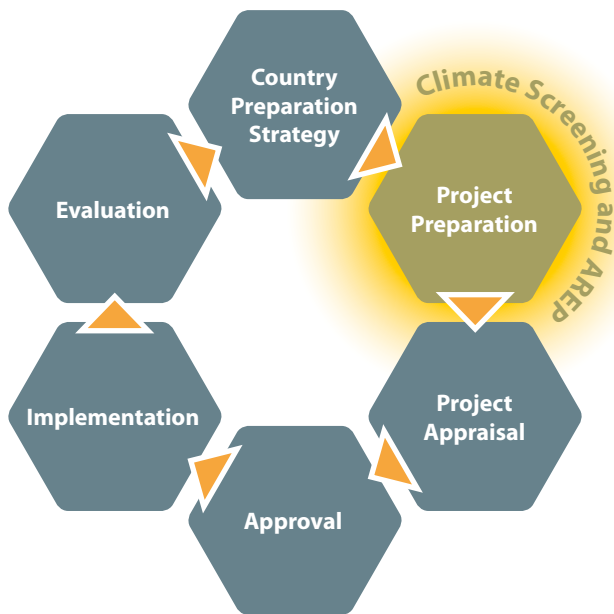 Country
Preparation
Strategy
Climate Screening and AREP
Project
Preparation
Evaluation
Implementation
Project
Appraisal
Approval